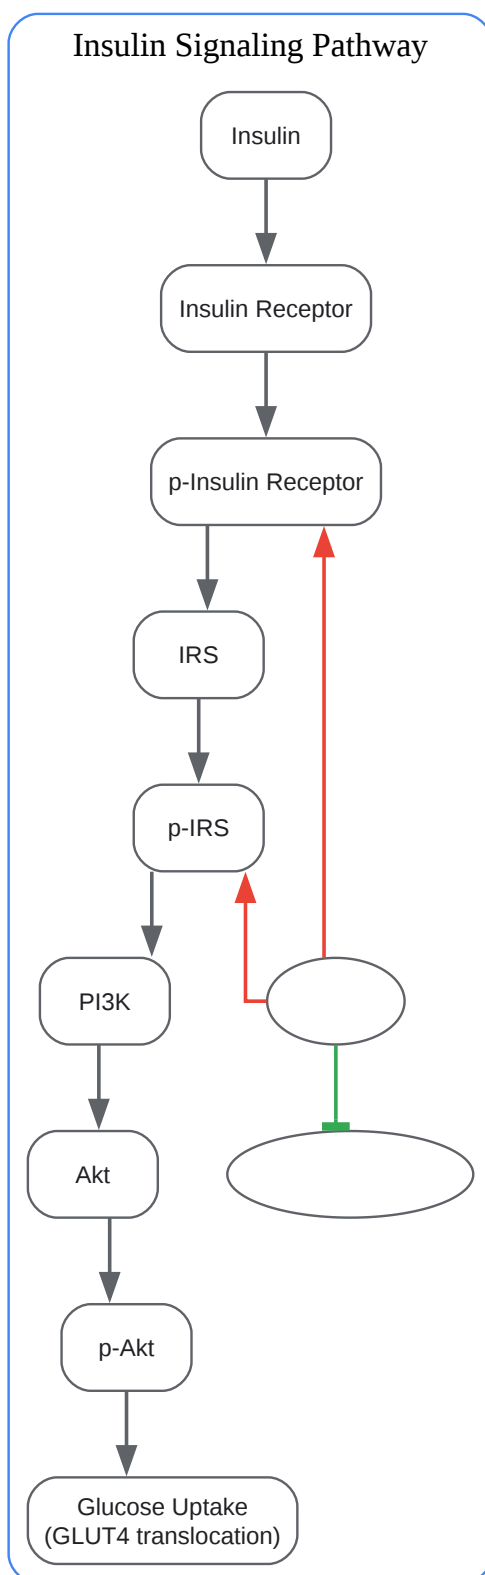 Insulin Signaling Pathway
Insulin
Insulin Receptor
p-Insulin Receptor
IRS
p-IRS
PI3K
Akt
p-Akt
Glucose Uptake
(GLUT4 translocation)